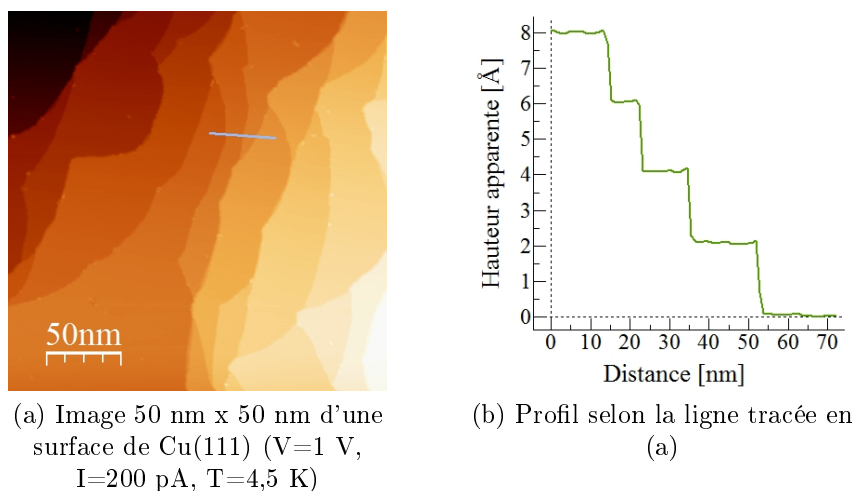 50nm
8
7
6
5
4
3
2
1
0
Hauteur apparente [Å]
0 10 20 30 40 50 60 70
Distance [nm]
(a) Image 50 nm x 50 nm d'une
surface de Cu(111) (V=1 V,
I=200 pA, T=4,5 K)
(b) Profil selon la ligne tracée en
(a)